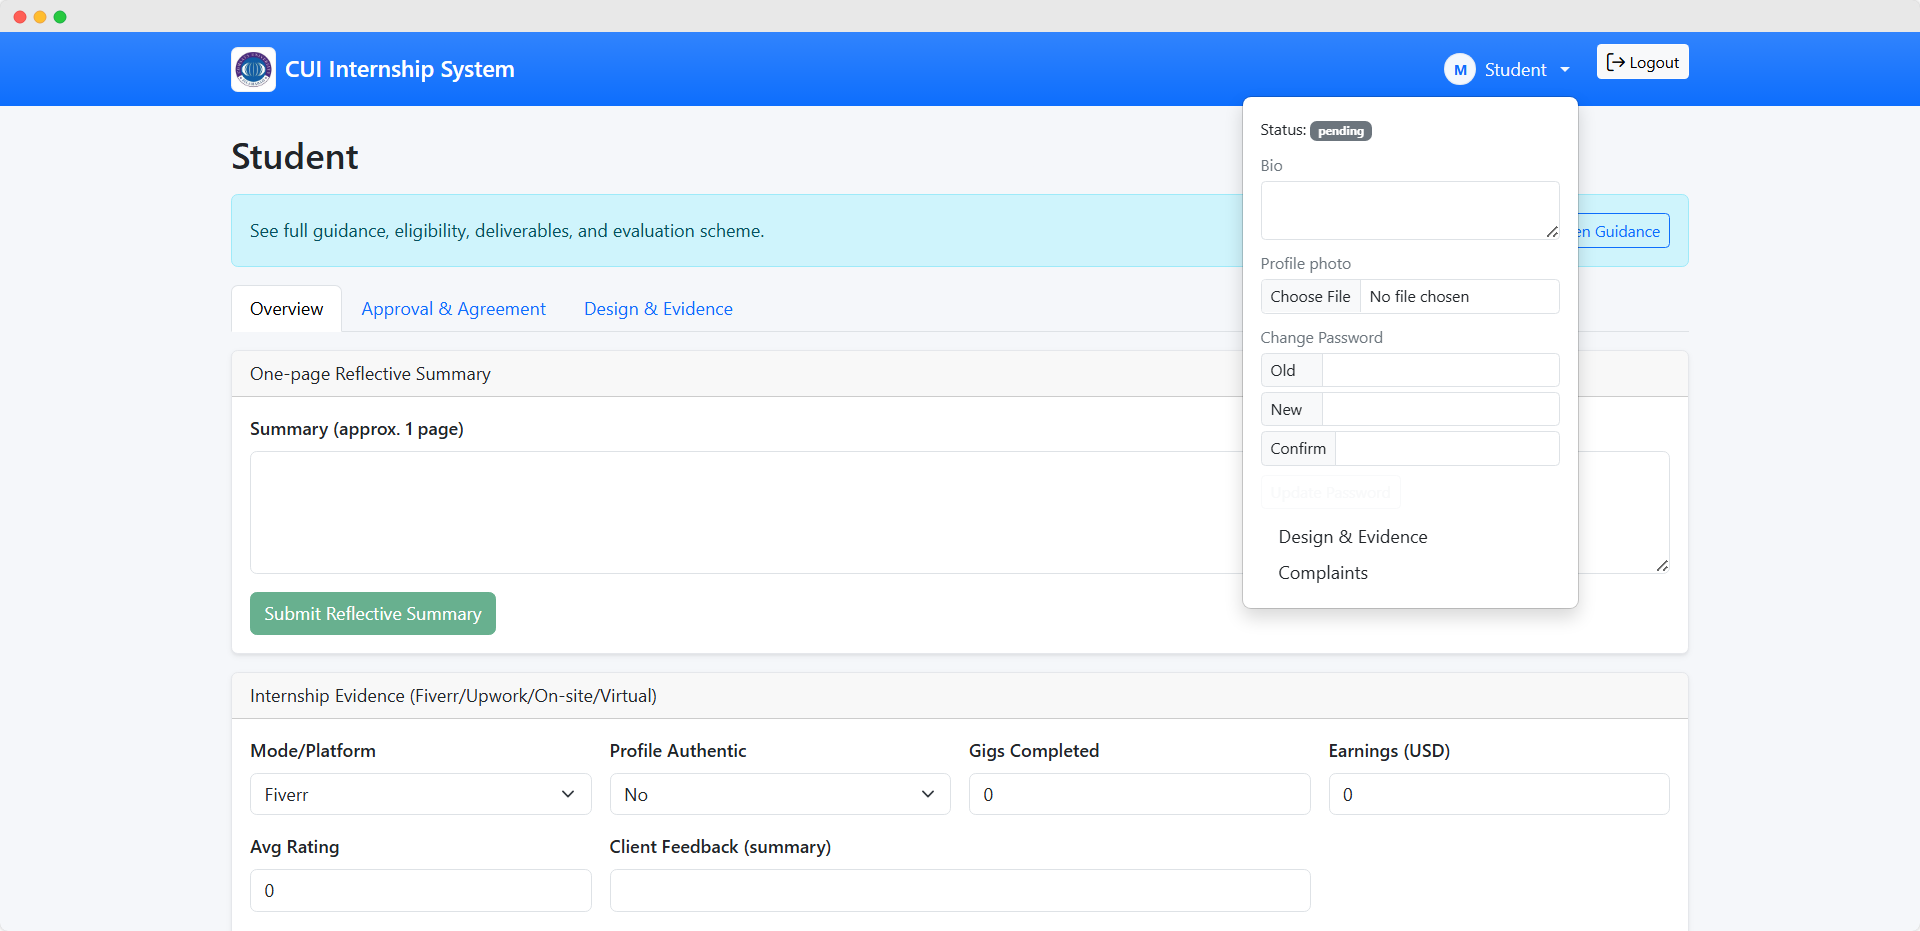 CUI Internship System
M Student
Logout
Student
See full guidance, eligibility, deliverables, and evaluation scheme.
en Guidance
Overview
Approval & Agreement
Design & Evidence
One-page Reflective Summary
Summary (approx. 1 page)
Submit Reflective Summary
Status: pending
Bio
Profile photo
Choose File No file chosen
Change Password
Old
New
Confirm
Update Password
Design & Evidence
Complaints
Internship Evidence (Fiverr/Upwork/On-site/Virtual)
Mode/Platform Profile Authentic Gigs Completed Earnings (USD)
Fiverr No 0 0
Avg Rating Client Feedback (summary)
0